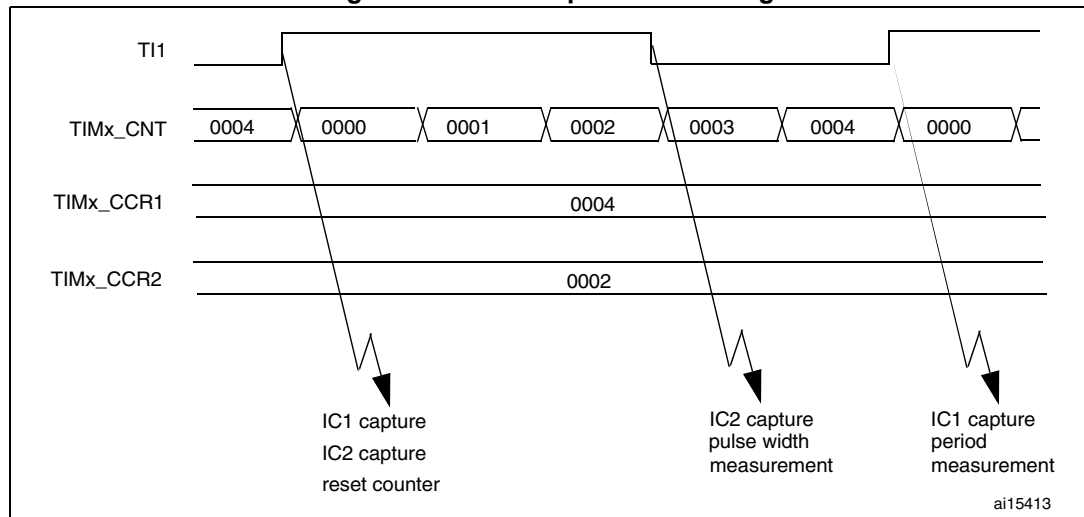 TI1
TIMx_CNT 0004 0000 0001 0002 0003 0004 0000
TIMx_CCR1 0004
TIMx_CCR2 0002
IC1 capture
IC2 capture
reset counter
IC2 capture
pulse width
measurement
IC1 capture
period
measurement
ai15413